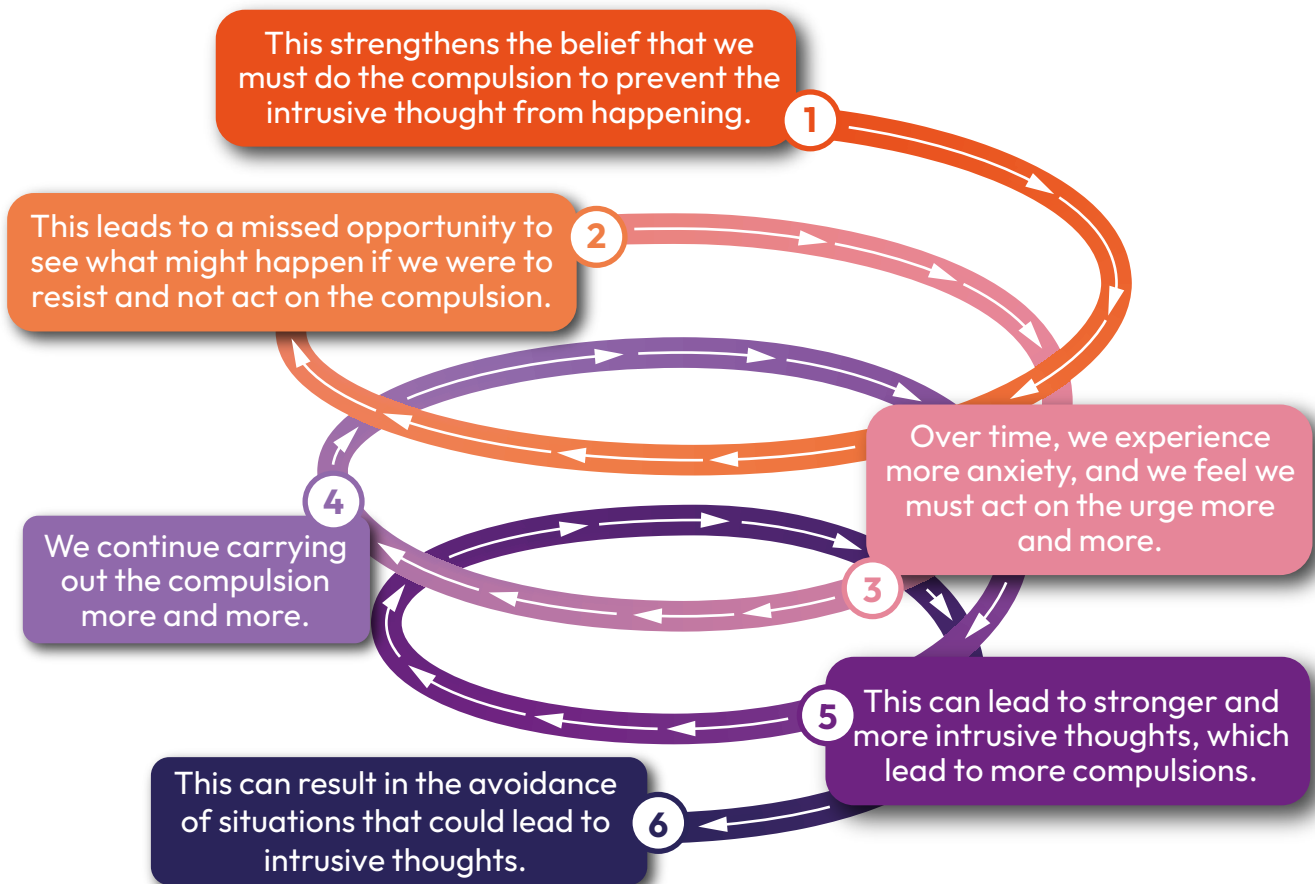 This strengthens the belief that we
must do the compulsion to prevent the
intrusive thought from happening.
1
This leads to a missed opportunity to
see what might happen if we were to
resist and not act on the compulsion.
2
Over time, we experience
more anxiety, and we feel we
must act on the urge more
and more.
3
4
We continue carrying
out the compulsion
more and more.
5
This can lead to stronger and
more intrusive thoughts, which
lead to more compulsions.
This can result in the avoidance
of situations that could lead to
intrusive thoughts.
6